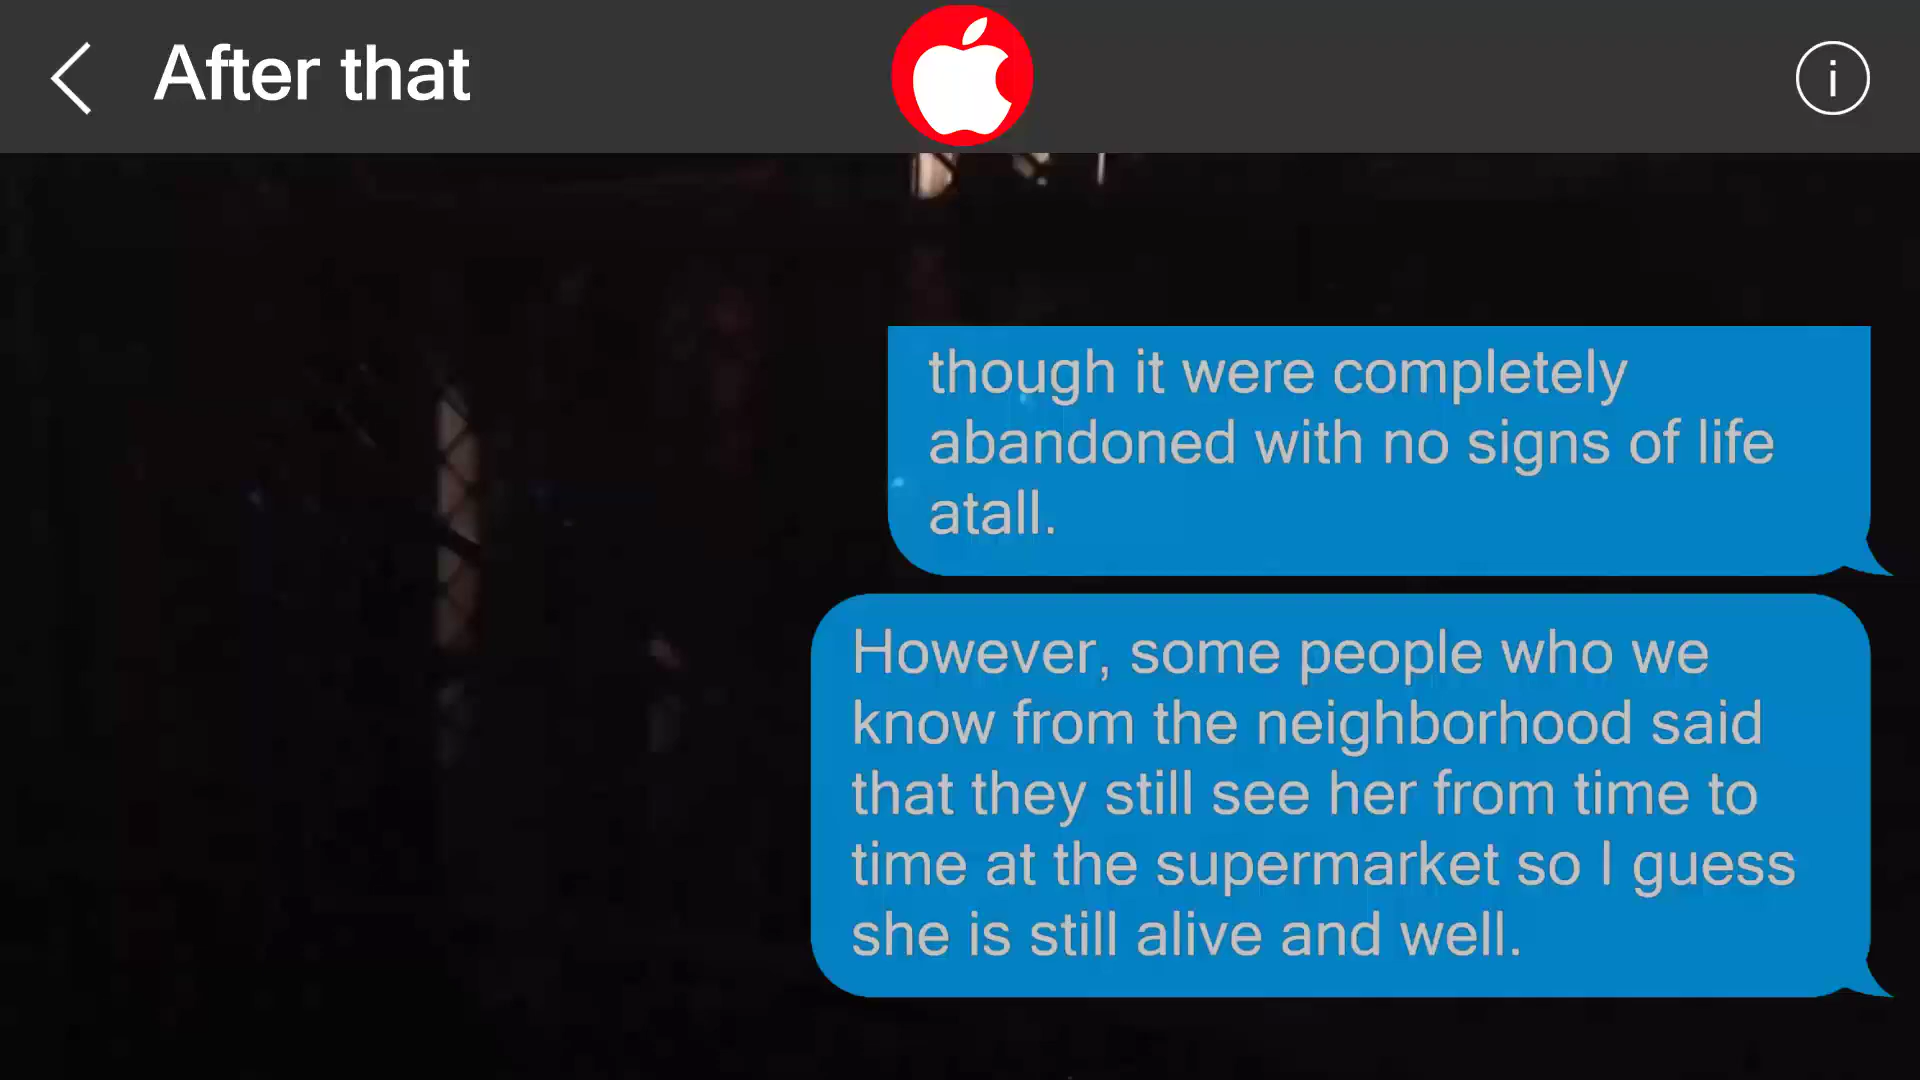 After that
though it were completely
abandoned with no signs of life
atall.
However, some people who we
know from the neighborhood said
that they still see her from time to
time at the supermarket so I guess
she is still alive and well.